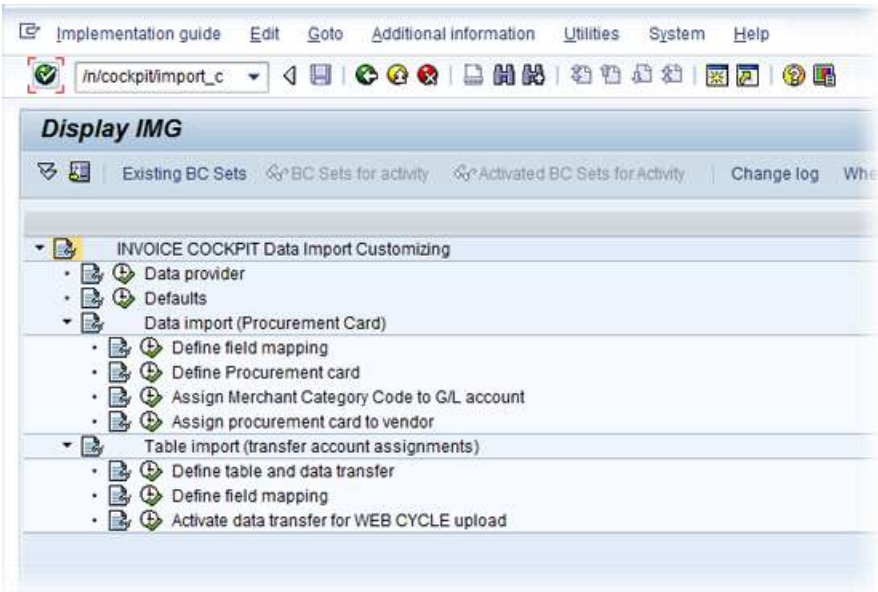 Implementation guide Edit Goto Additional information Utilities System Help
/n/cockpit/import_c
Display IMG
Existing BC Sets BC Sets for activity Activated BC Sets for Activity Change log
INVOICE COCKPIT Data Import Customizing
Data provider
Defaults
Data import (Procurement Card)
Define field mapping
Define Procurement card
Assign Merchant Category Code to G/L account
Assign procurement card to vendor
Table import (transfer account assignments)
Define table and data transfer
Define field mapping
Activate data transfer for WEB CYCLE upload